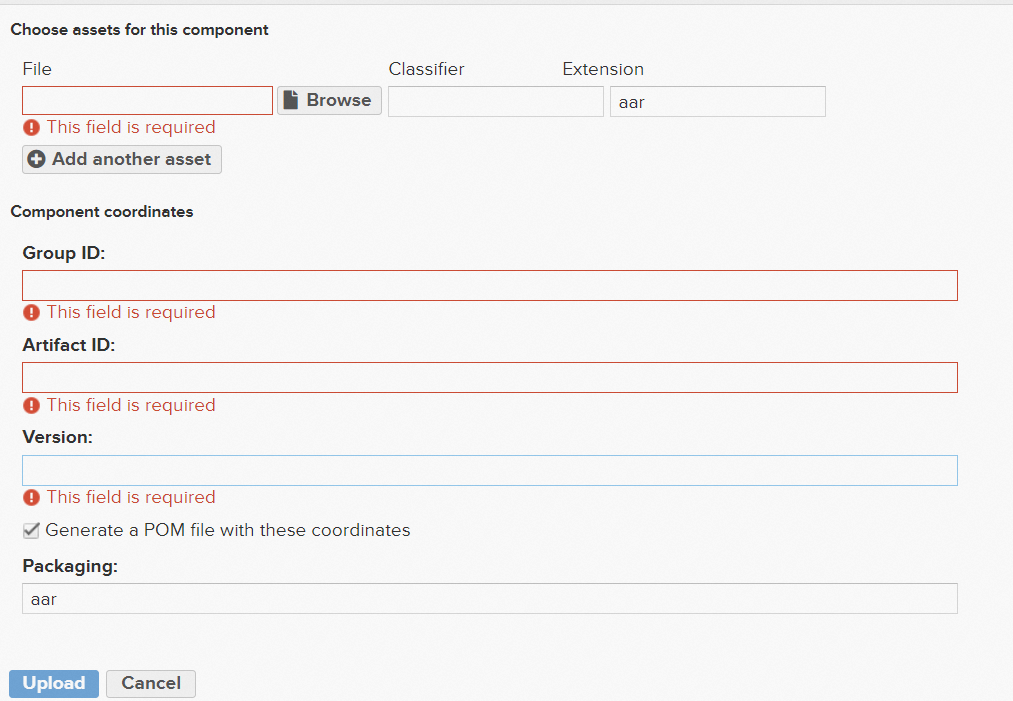 Choose assets for this component
File Classifier Extension
Browse aar
This field is required
Add another asset
Component coordinates
Group ID:
This field is required
Artifact ID:
This field is required
Version:
This field is required
Generate a POM file with these coordinates
Packaging:
aar
Upload Cancel